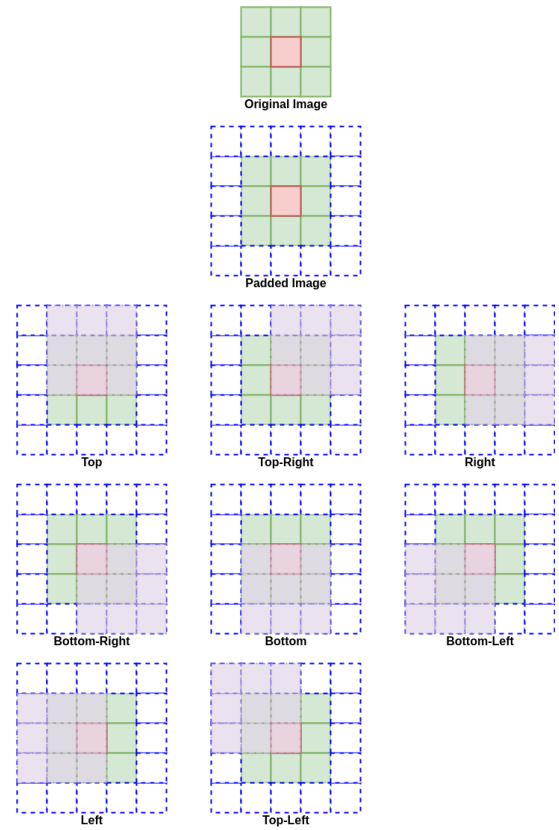 Original Image
Padded Image
Top
Top-Right
Right
Bottom-Right
Bottom
Bottom-Left
Left
Top-Left